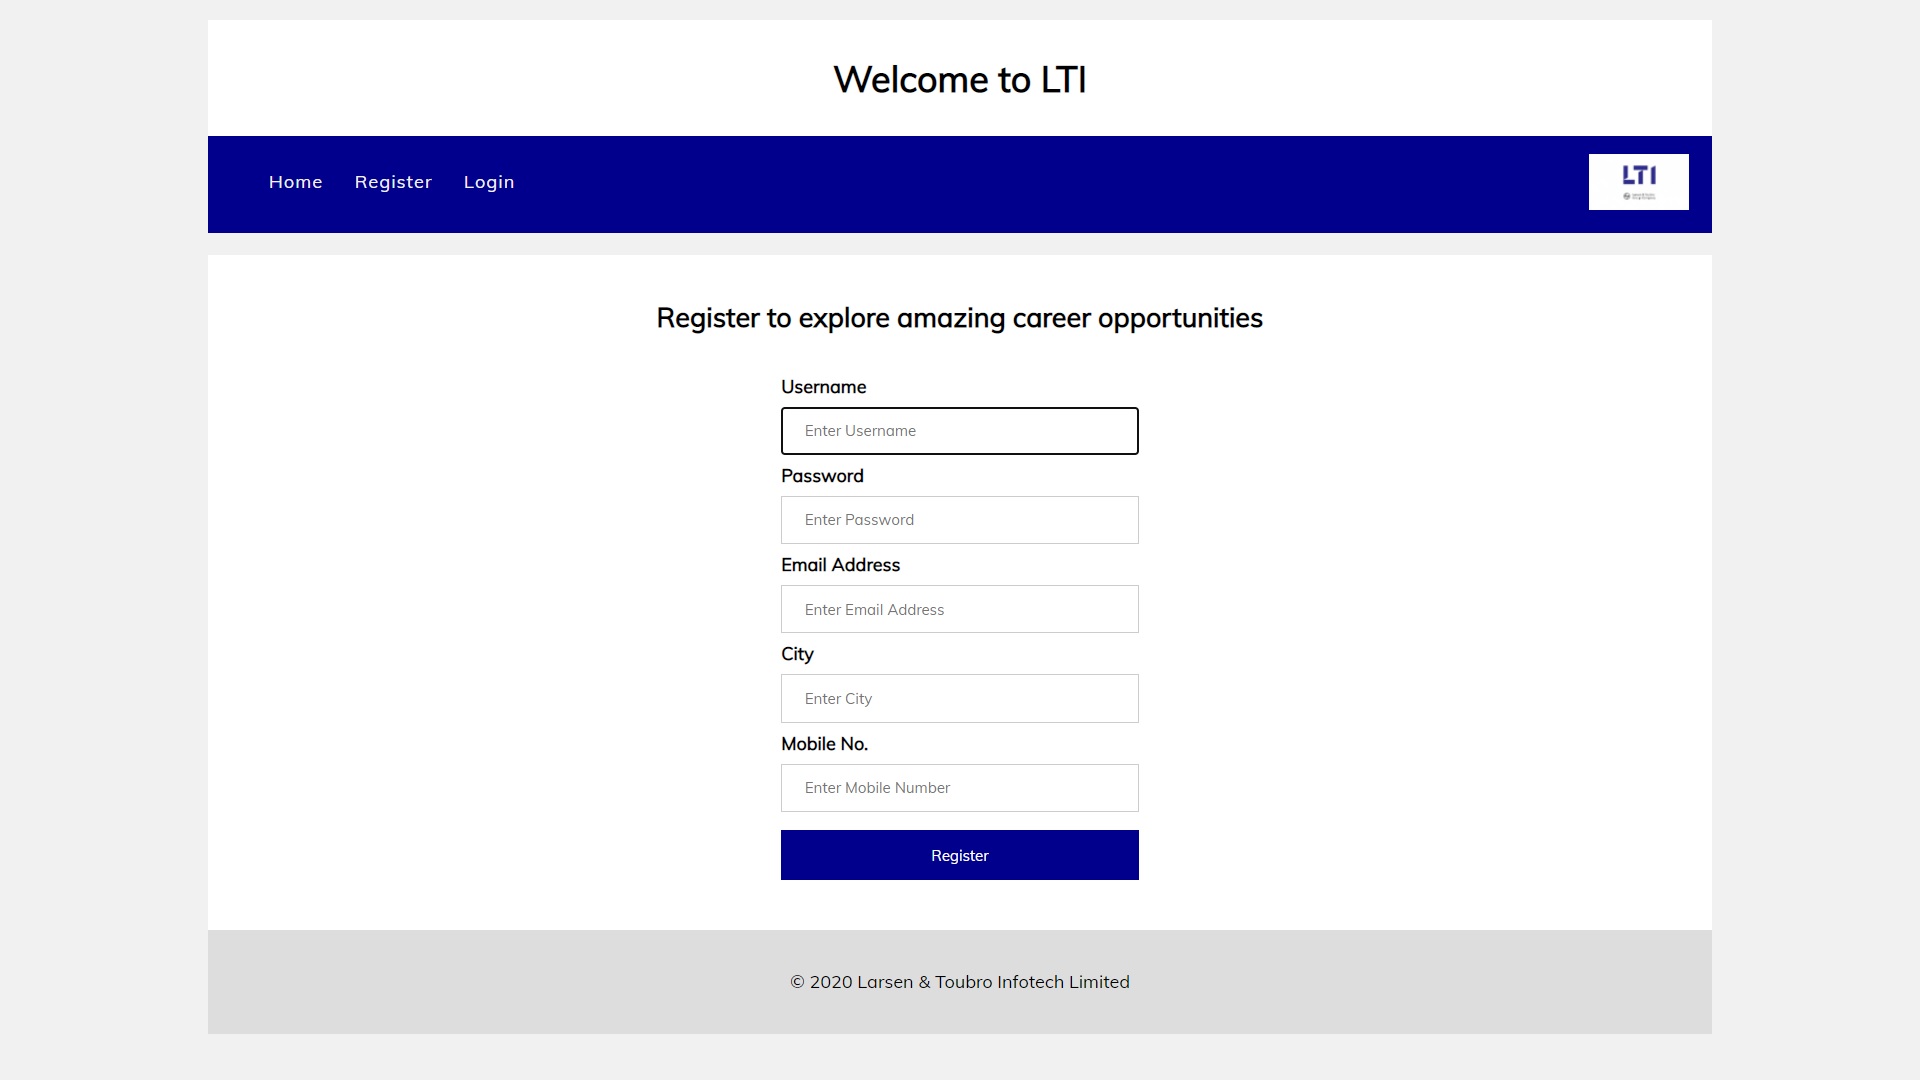 Welcome to LTI
Home Register Login
LTI
Register to explore amazing career opportunities
Username
Enter Username
Password
Enter Password
Email Address
Enter Email Address
City
Enter City
Mobile No.
Enter Mobile Number
Register
© 2020 Larsen & Toubro Infotech Limited